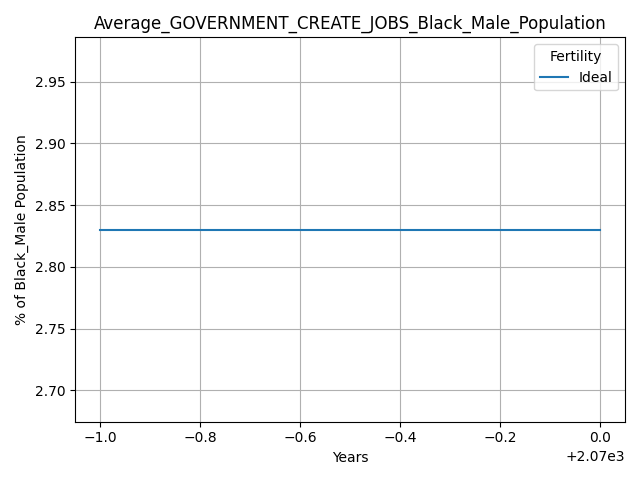 Average_GOVERNMENT_CREATE_JOBS_Black_Male_Population
Fertility
Ideal
% of Black_Male Population
2.95
2.90
2.85
2.80
2.75
2.70
−1.0 −0.8 −0.6 −0.4 −0.2 0.0
Years
+2.07e3